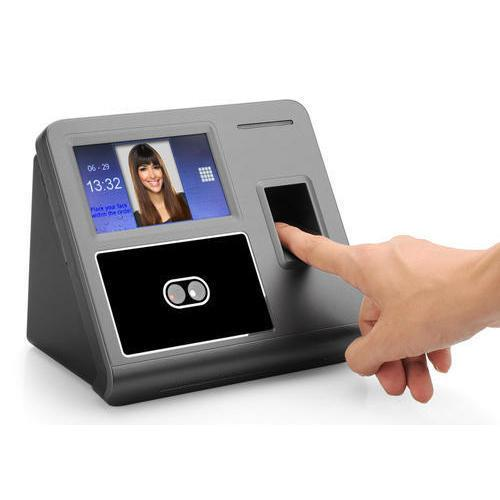 06 - 29
13:32
Place your face
within the circle